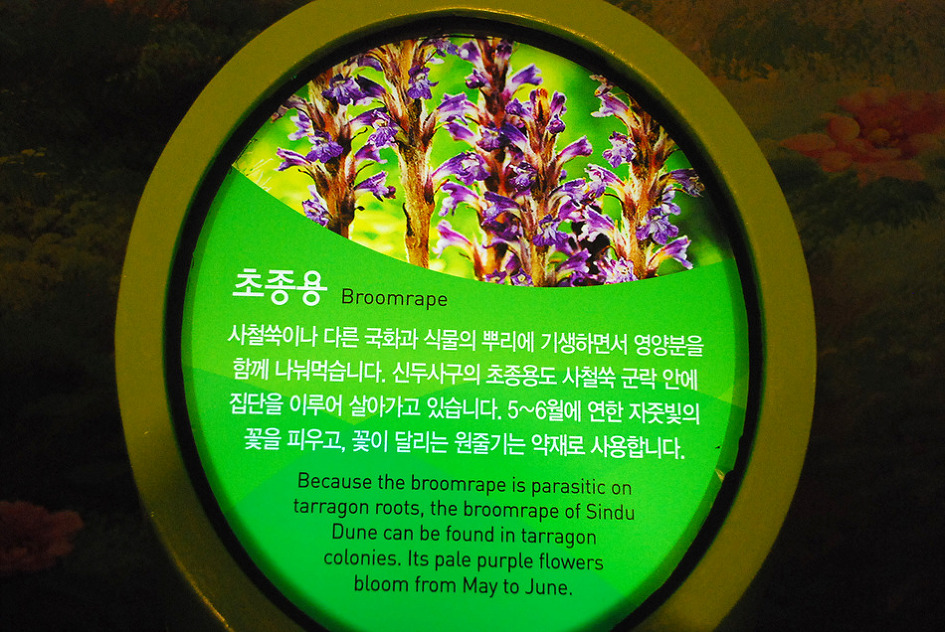 초종용 Broomrape
사철쑥이나 다른 국화과 식물의 뿌리에 기생하면서 영양분을
함께 나눠먹습니다. 신두사구의 초종용도 사철쑥 군락 안에
집단을 이루어 살아가고 있습니다. 5~6월에 연한 자줏빛의
꽃을 피우고, 꽃이 달리는 원줄기는 약재로 사용합니다.
Because the broomrape is parasitic on
tarragon roots, the broomrape of Sindu
Dune can be found in tarragon
colonies. Its pale purple flowers
bloom from May to June.